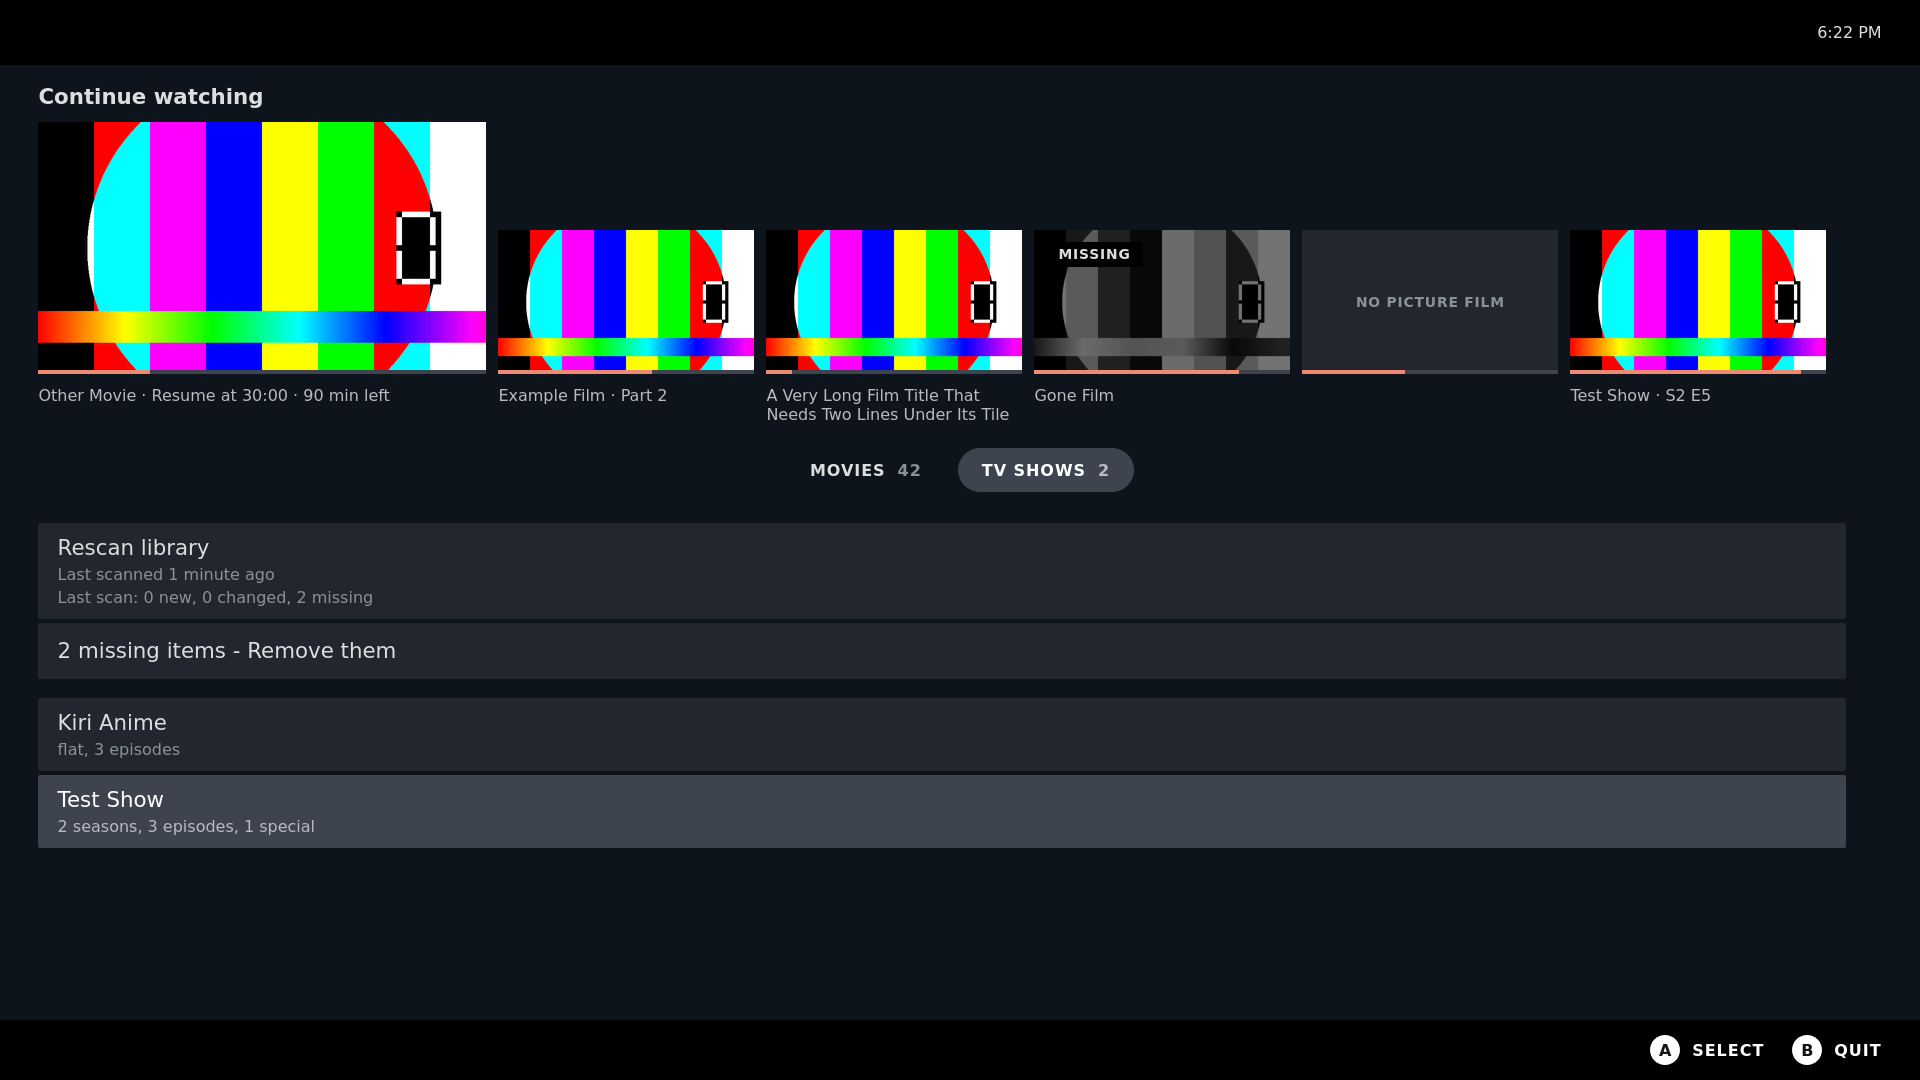 6:22 PM
Continue watching
MISSING
NO PICTURE FILM
Other Movie · Resume at 30:00 · 90 min left
Example Film · Part 2
A Very Long Film Title That
Needs Two Lines Under Its Tile
Gone Film
Test Show · S2 E5
MOVIES 42
TV SHOWS 2
Rescan library
Last scanned 1 minute ago
Last scan: 0 new, 0 changed, 2 missing
2 missing items - Remove them
Kiri Anime
flat, 3 episodes
Test Show
2 seasons, 3 episodes, 1 special
A SELECT
B QUIT